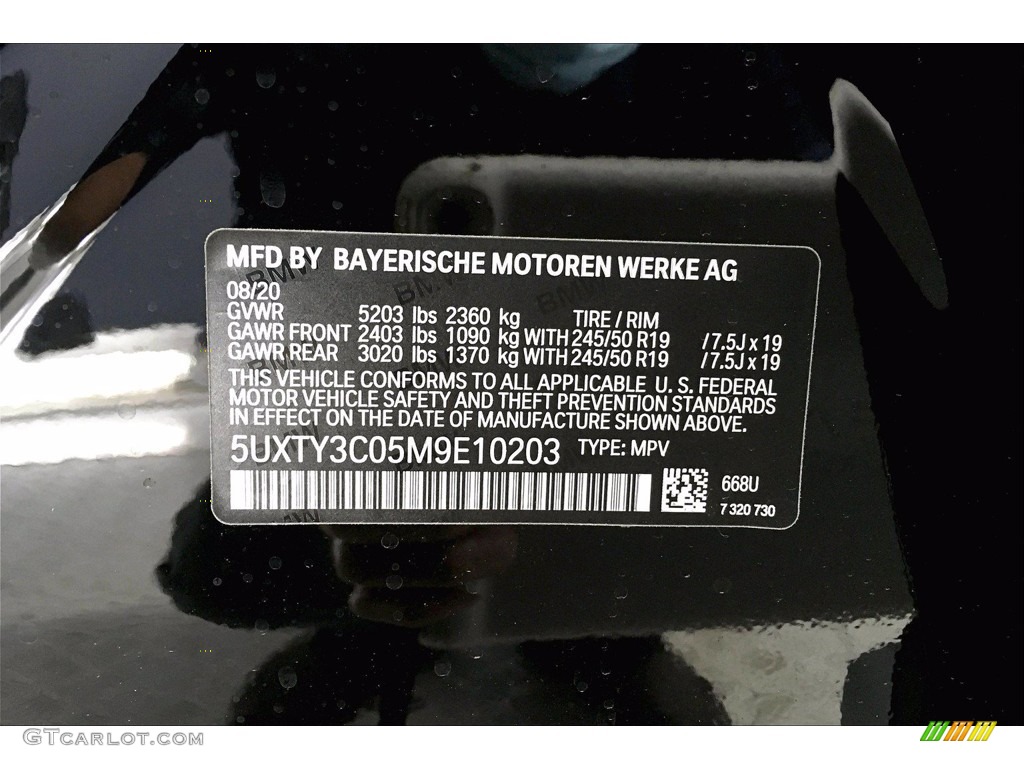 MFD BY BAYERISCHE MOTOREN WERKE AG
08/20
GVWR 5203 lbs 2360 kg TIRE / RIM
GAWR FRONT 2403 lbs 1090 kg WITH 245/50 R19 /7.5J x 19
GAWR REAR 3020 lbs 1370 kg WITH 245/50 R19 /7.5J x 19
THIS VEHICLE CONFORMS TO ALL APPLICABLE U. S. FEDERAL
MOTOR VEHICLE SAFETY AND THEFT PREVENTION STANDARDS
IN EFFECT ON THE DATE OF MANUFACTURE SHOWN ABOVE.
5UXTY3C05M9E10203 TYPE: MPV
668U
7 320 730
GTcarlot.com